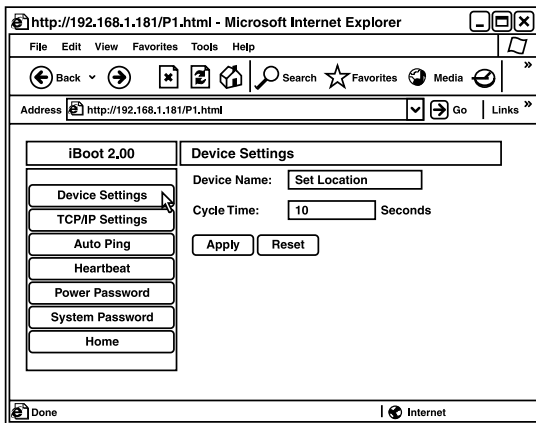 http://192.168.1.181/P1.html - Microsoft Internet Explorer
File Edit View Favorites Tools Help
Back Search Favorites Media »
Address http://192.168.1.181/P1.html Go Links »
iBoot 2.00 Device Settings
Device Settings
TCP/IP Settings
Auto Ping
Heartbeat
Power Password
System Password
Home
Device Name: Set Location
Cycle Time: 10 Seconds
Apply Reset
Done Internet